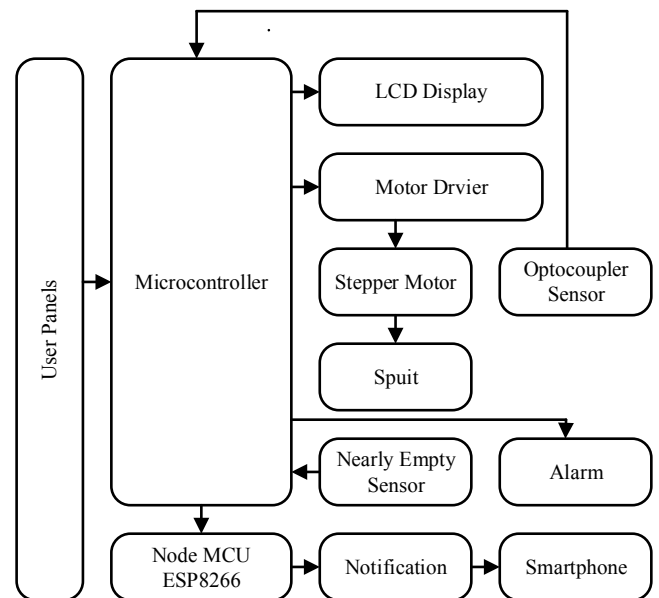 LCD Display
Motor Drvier
User Panels
Microcontroller
Stepper Motor
Optocoupler
Sensor
Spuit
Nearly Empty
Sensor
Alarm
Node MCU
ESP8266
Notification
Smartphone